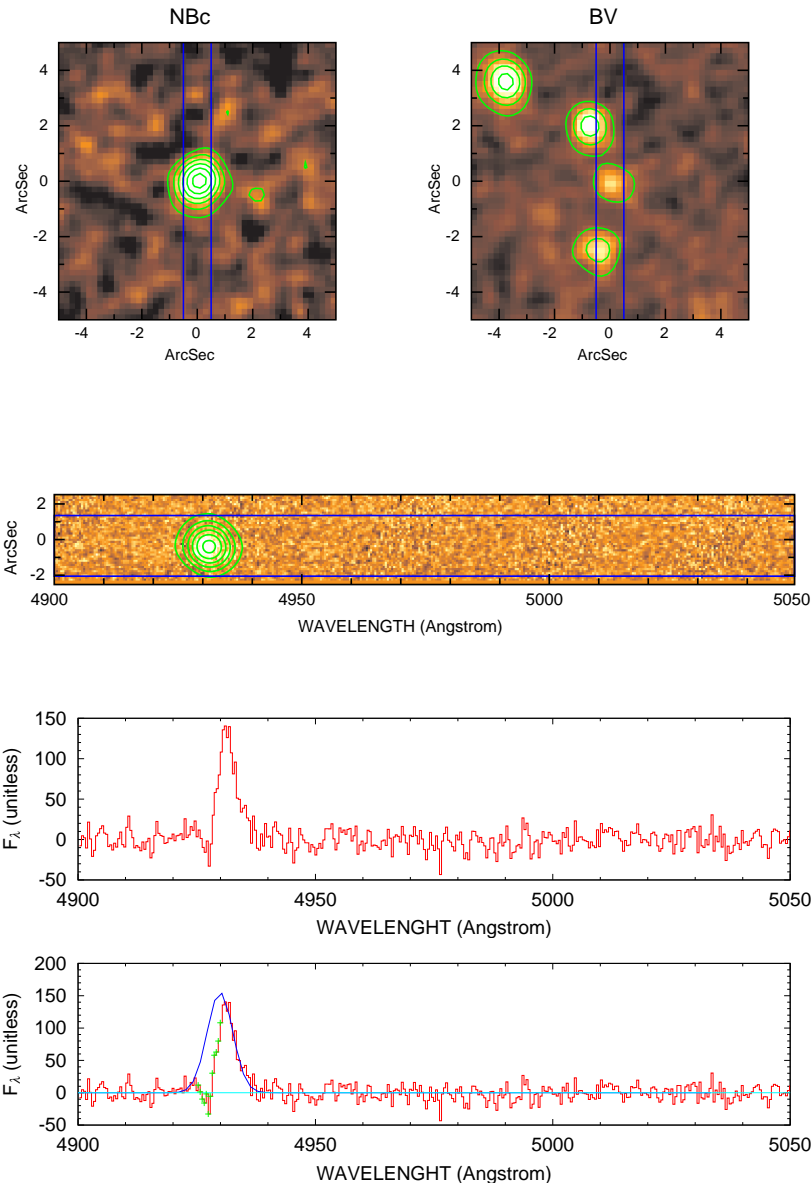 NBc BV
4 4
2 2
ArcSec 0 ArcSec 0
-2 -2
-4 -4
-4 -2 0 2 4 -4 -2 0 2 4
ArcSec ArcSec
2
ArcSec 0
-2
4900 4950 5000 5050
WAVELENGTH (Angstrom)
150
100
Fλ (unitless) 50
0
-50
4900 4950 5000 5050
WAVELENGHT (Angstrom)
200
150
100
Fλ (unitless) 50
0
-50
4900 4950 5000 5050
WAVELENGHT (Angstrom)